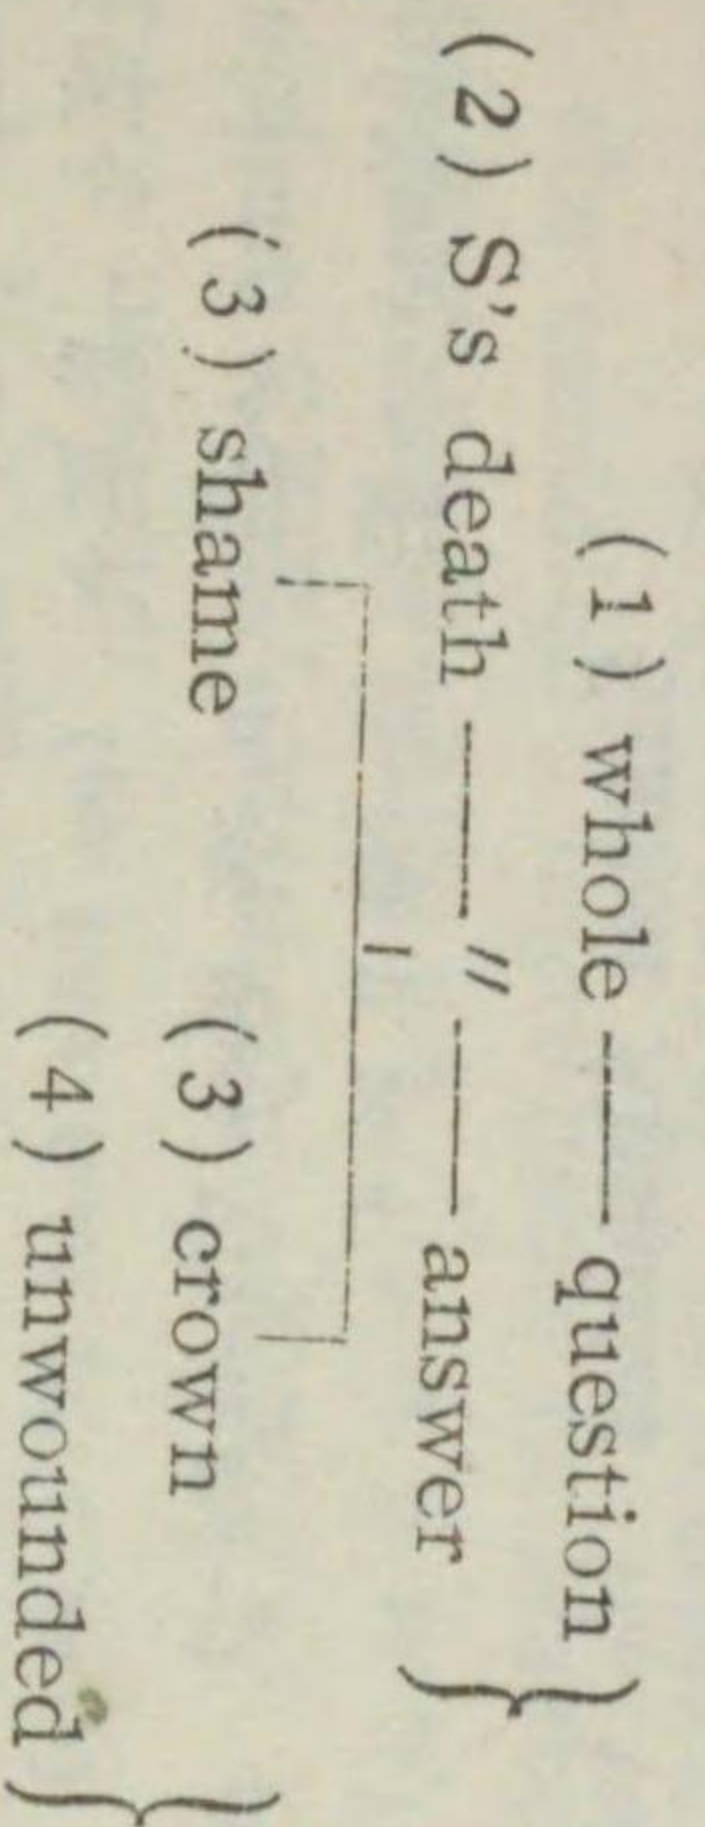 (1) whole —— question }
(2) S's death —— 〃 —— answer
(3) shame (3) crown }
(4) unwounded